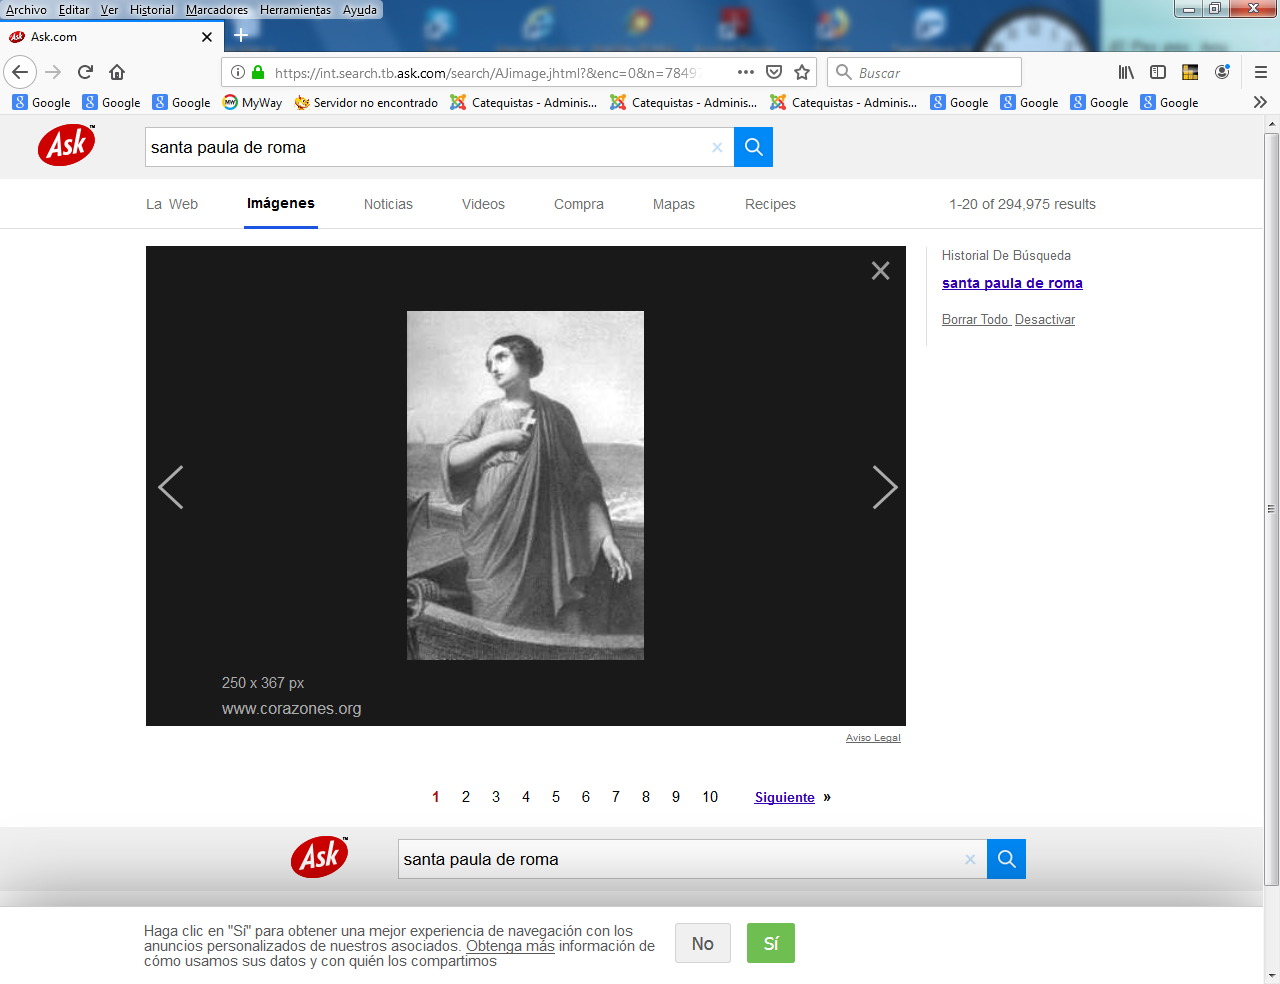 Archivo Editar Ver Historial Marcadores Herramientas Ayuda
Ask.com
https://int.search.tb.ask.com/search/AJimage.jhtml?&enc=0&n=7849
Buscar
Google Google Google MyWay Servidor no encontrado Catequistas - Adminis... Catequistas - Adminis... Catequistas - Adminis... Google Google Google Google
Ask santa paula de roma
La Web Imágenes Noticias Videos Compra Mapas Recipes 1-20 of 294,975 results
Historial De Búsqueda
santa paula de roma
Borrar Todo Desactivar
250 x 367 px
www.corazones.org
Aviso Legal
1 2 3 4 5 6 7 8 9 10 Siguiente »
Ask santa paula de roma
Haga clic en "Sí" para obtener una mejor experiencia de navegación con los
anuncios personalizados de nuestros asociados. Obtenga más información de
cómo usamos sus datos y con quién los compartimos
No Sí